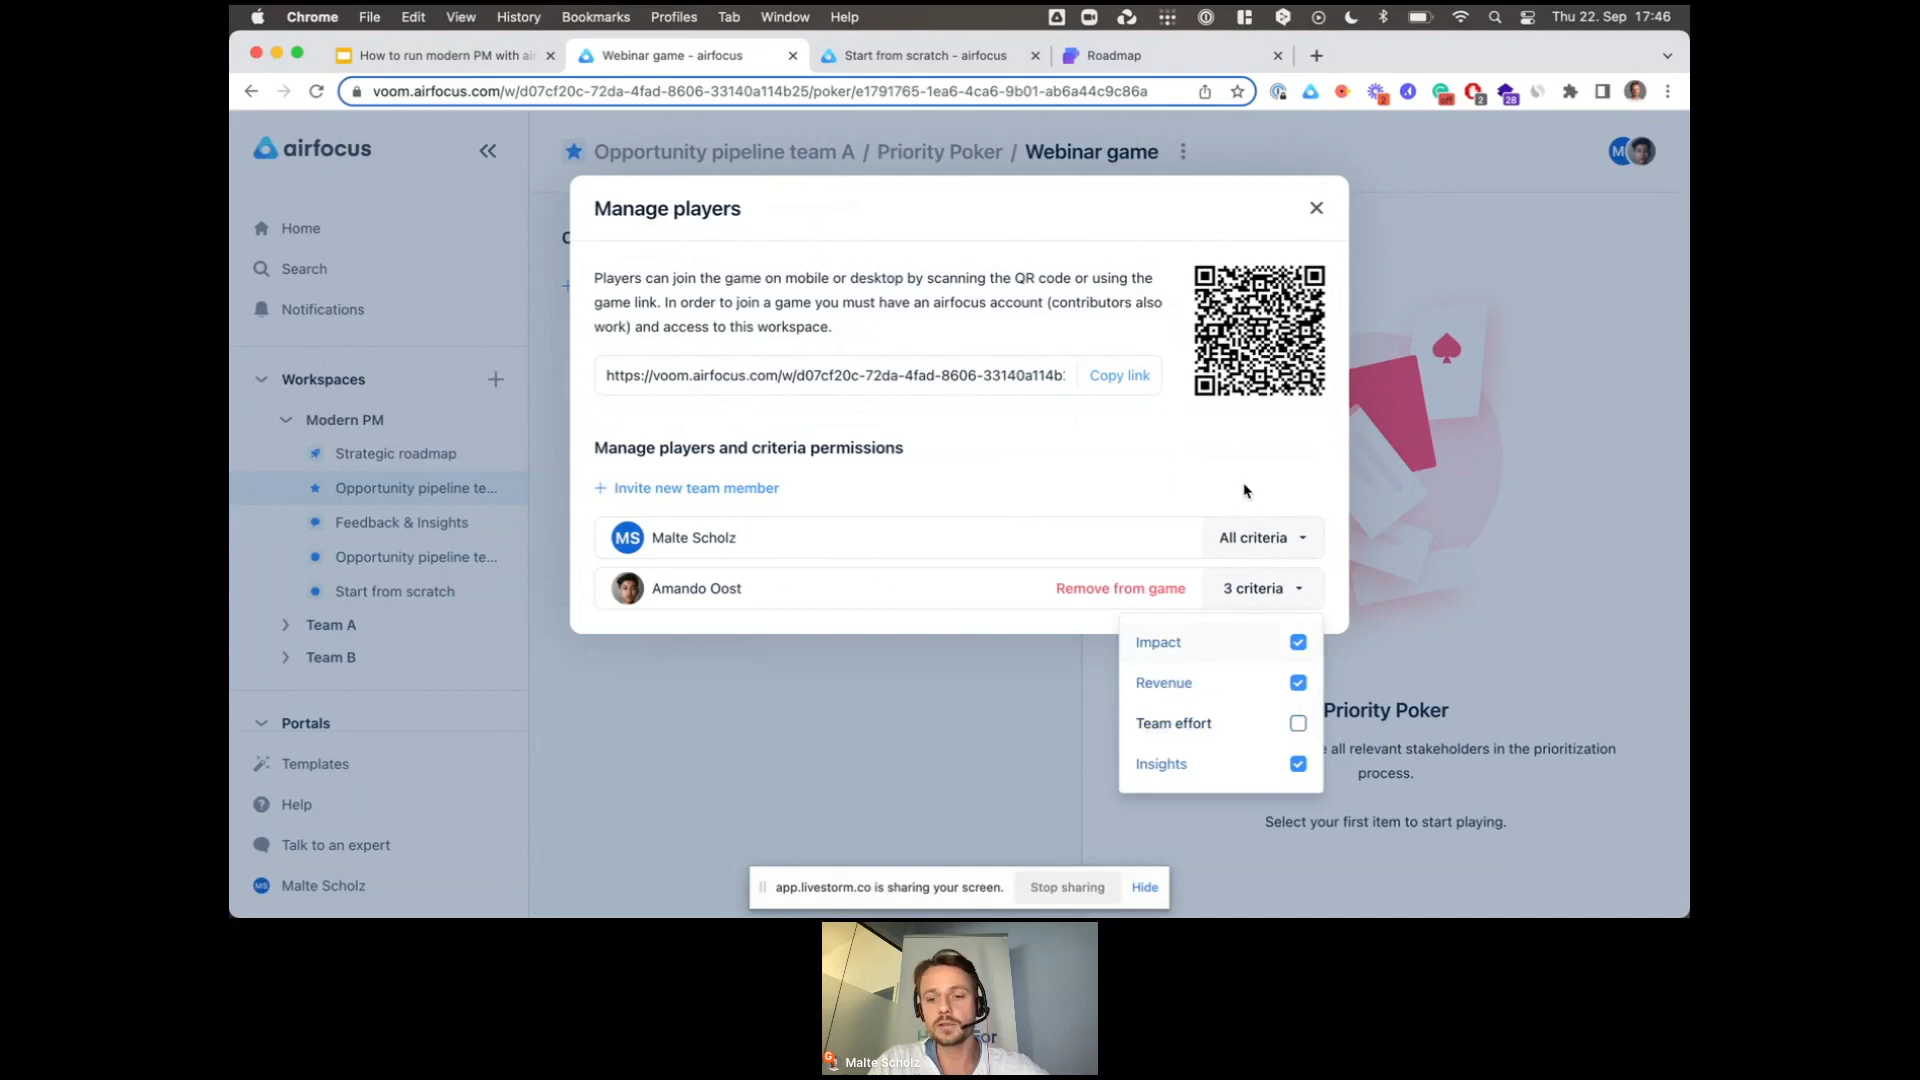 Chrome File Edit View History Bookmarks Profiles Tab Window Help Thu 22. Sep 17:46
How to run modern PM with ai Webinar game - airfocus Start from scratch - airfocus Roadmap
voom.airfocus.com/w/d07cf20c-72da-4fad-8606-33140a114b25/poker/e1791765-1ea6-4ca6-9b01-ab6a44c9c86a
airfocus
Opportunity pipeline team A / Priority Poker / Webinar game
Home
Search
Notifications
Workspaces
Modern PM
Strategic roadmap
Opportunity pipeline te...
Feedback & Insights
Opportunity pipeline te...
Start from scratch
Team A
Team B
Portals
Templates
Help
Talk to an expert
MS Malte Scholz
Manage players
Players can join the game on mobile or desktop by scanning the QR code or using the
game link. In order to join a game you must have an airfocus account (contributors also
work) and access to this workspace.
https://voom.airfocus.com/w/d07cf20c-72da-4fad-8606-33140a114b Copy link
Manage players and criteria permissions
+ Invite new team member
MS Malte Scholz All criteria
Amando Oost Remove from game 3 criteria
Impact
Revenue
Team effort
Insights
Priority Poker
all relevant stakeholders in the prioritization
process.
Select your first item to start playing.
app.livestorm.co is sharing your screen. Stop sharing Hide
Malte Scholz